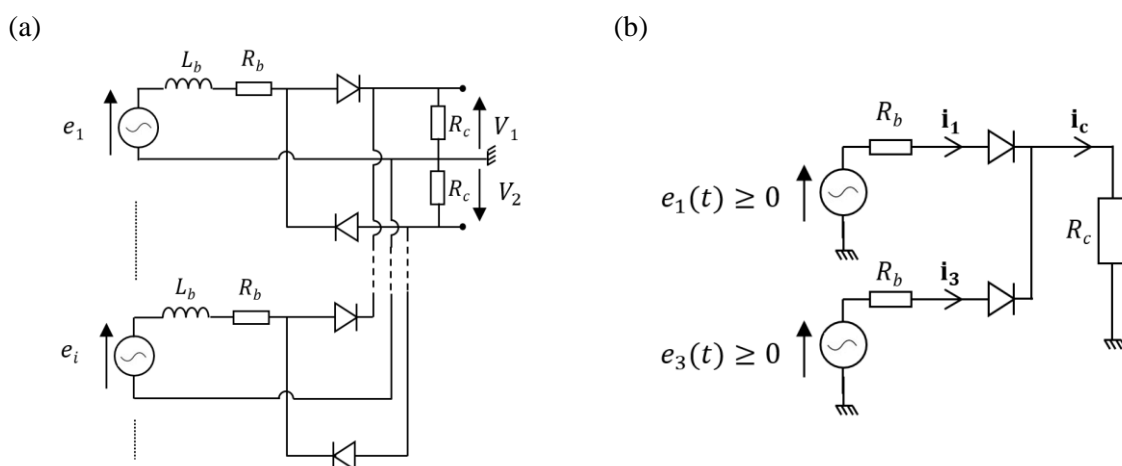 (a)
L_b R_b
e_1
R_c V_1
R_c V_2
L_b R_b
e_i
(b)
R_b i_1 i_c
e_1(t) ≥ 0
R_c
R_b i_3
e_3(t) ≥ 0